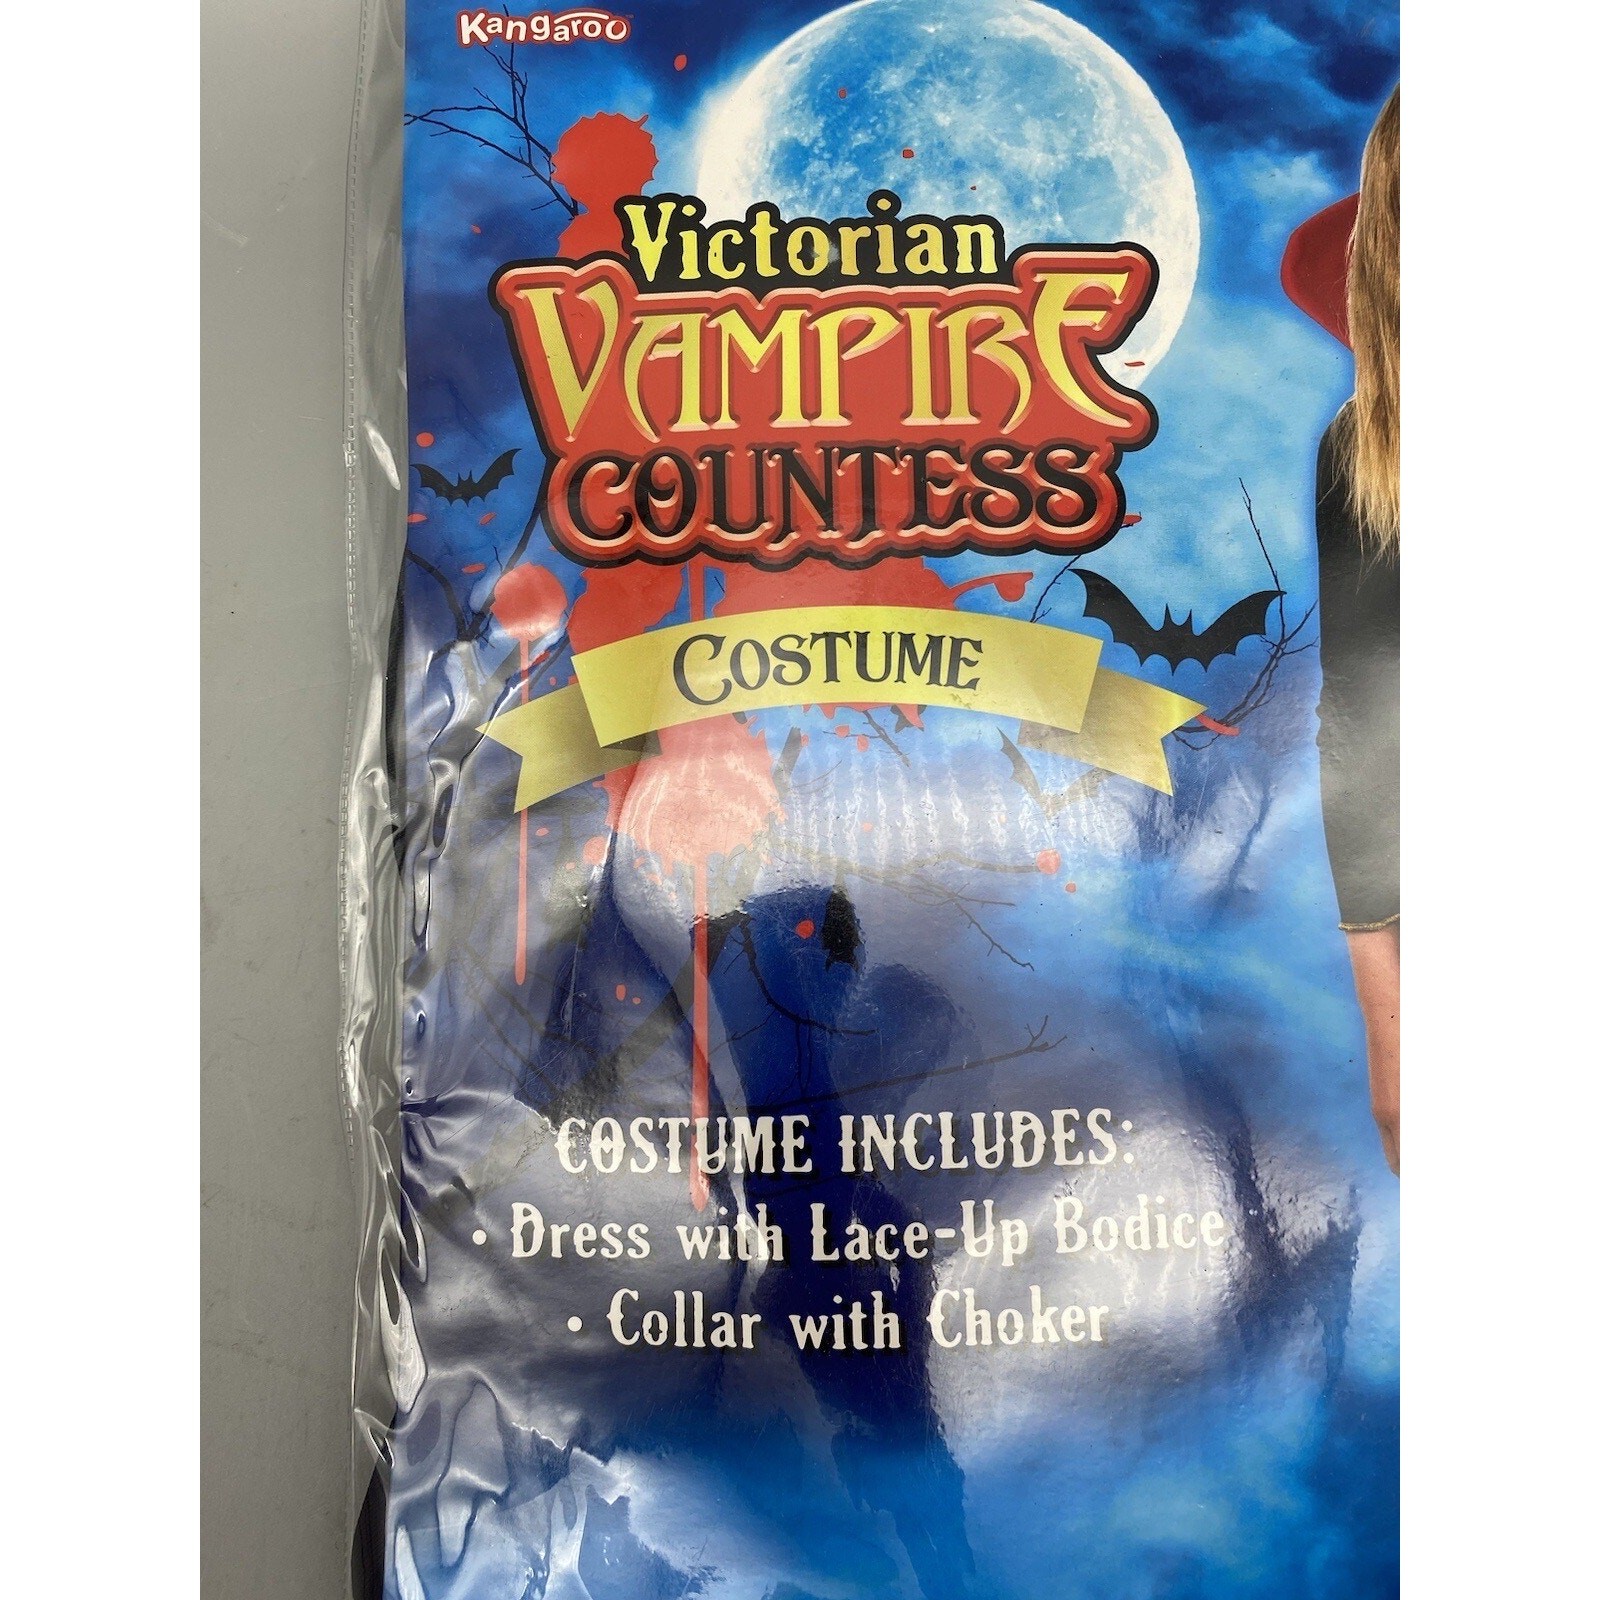 Kangaroo
Victorian
VAMPIRE
COUNTESS
COSTUME
COSTUME INCLUDES:
• Dress with Lace-Up Bodice
• Collar with Choker